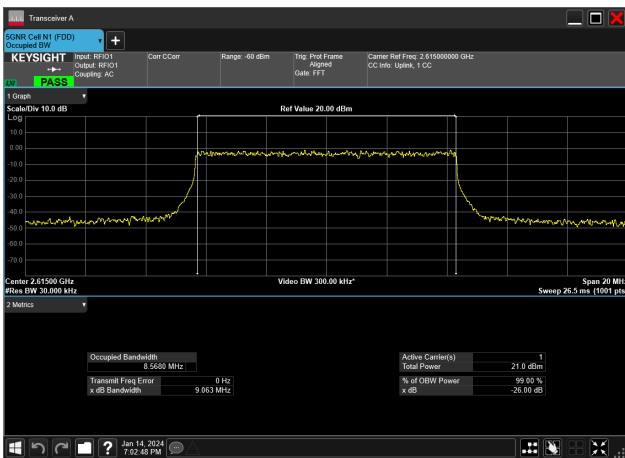 Transceiver A
5GNR Cell N1 (FDD)
Occupied BW
KEYSIGHT
Input: RFIO1
Output: RFIO1
Coupling: AC
Corr CCorr
Range: -60 dBm
Trig: Prot Frame
Aligned
Gate: FFT
Carrier Ref Freq: 2.615000000 GHz
CC Info: Uplink, 1 CC
PASS
1 Graph
Scale/Div 10.0 dB
Ref Value 20.00 dBm
Log
10.0
0.00
-10.0
-20.0
-30.0
-40.0
-50.0
-60.0
-70.0
Center 2.61500 GHz
Video BW 300.00 kHz*
Span 20 MHz
#Res BW 30.000 kHz
Sweep 26.5 ms (1001 pts
2 Metrics
Occupied Bandwidth
8.5680 MHz
Transmit Freq Error 0 Hz
x dB Bandwidth 9.063 MHz
Active Carrier(s) 1
Total Power 21.0 dBm
% of OBW Power 99.00 %
x dB -26.00 dB
Jan 14, 2024
7:02:48 PM